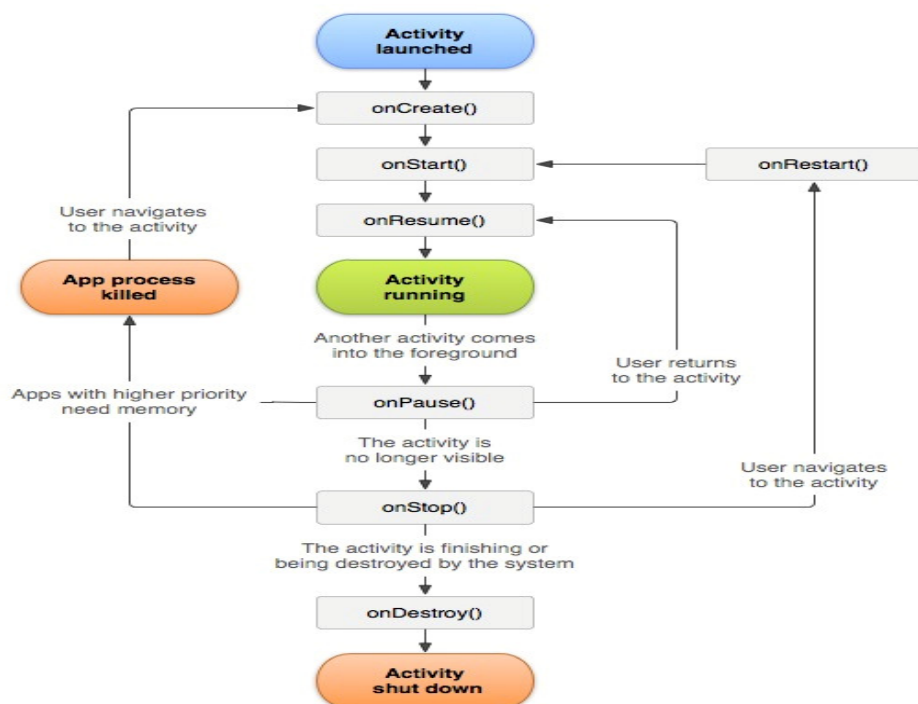 Activity
launched
onCreate()
onStart()
onRestart()
onResume()
User navigates
to the activity
App process
killed
Activity
running
Another activity comes
into the foreground
User returns
to the activity
Apps with higher priority
need memory
onPause()
The activity is
no longer visible
User navigates
to the activity
onStop()
The activity is finishing or
being destroyed by the system
onDestroy()
Activity
shut down